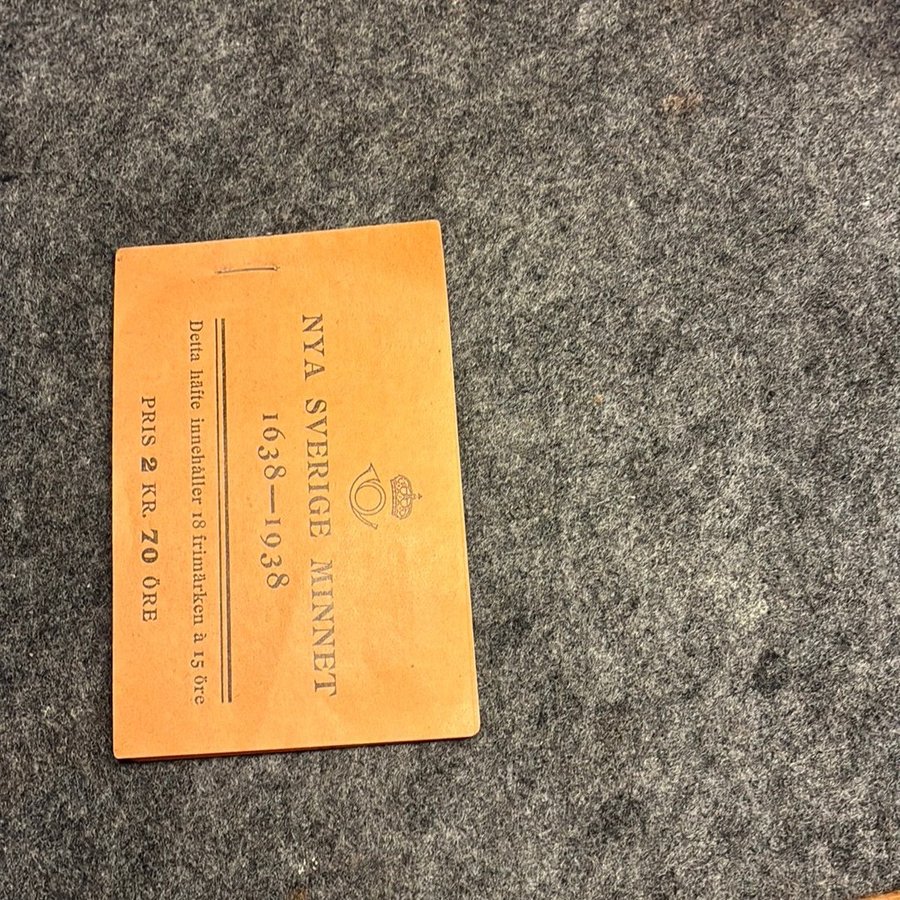 NYA SVERIGE MINNET
1638—1938
Detta häfte innehåller 18 frimärken à 15 öre
PRIS 2 KR. 70 ÖRE